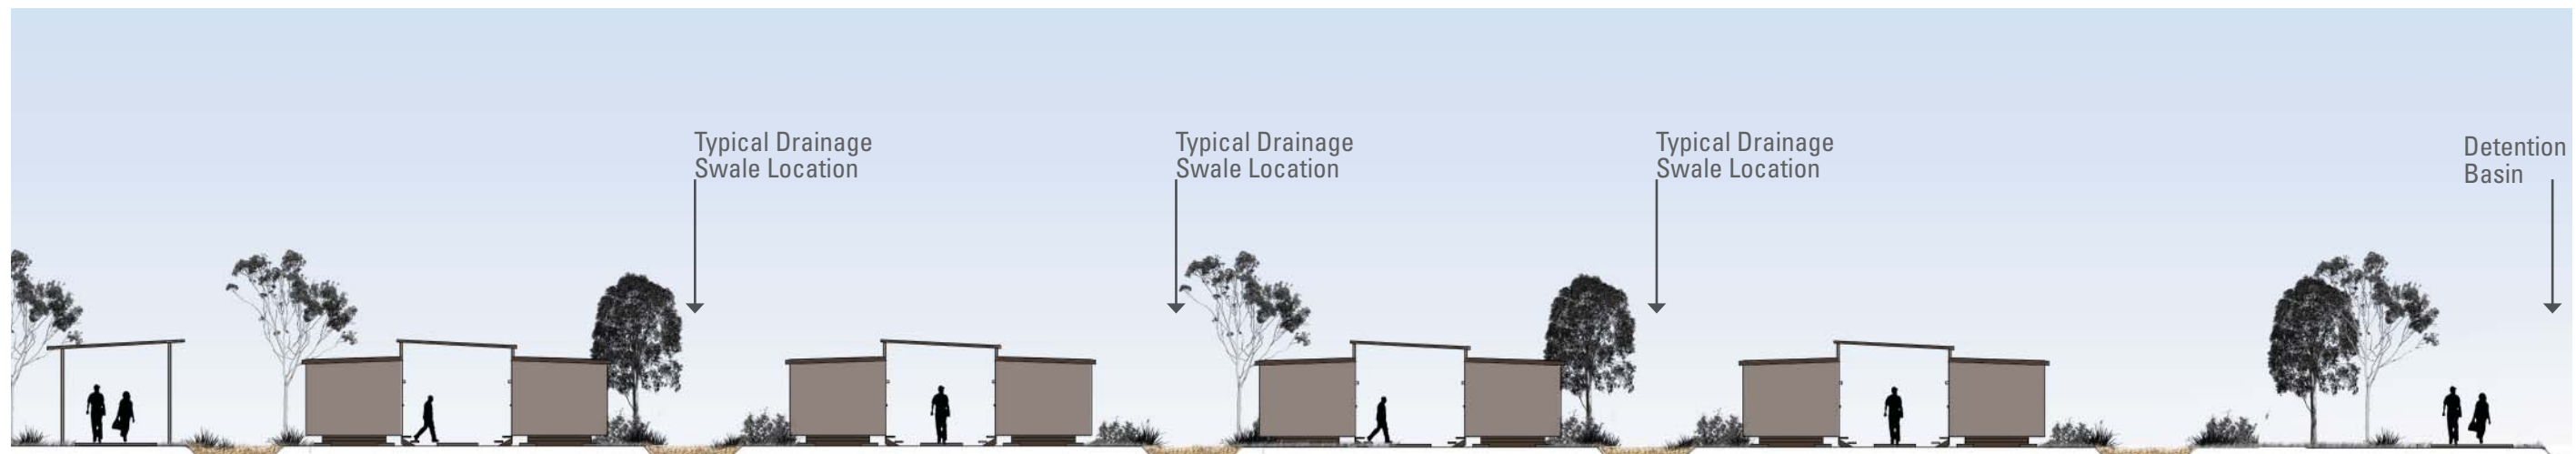 Typical Drainage
Swale Location
Typical Drainage
Swale Location
Typical Drainage
Swale Location
Detention
Basin